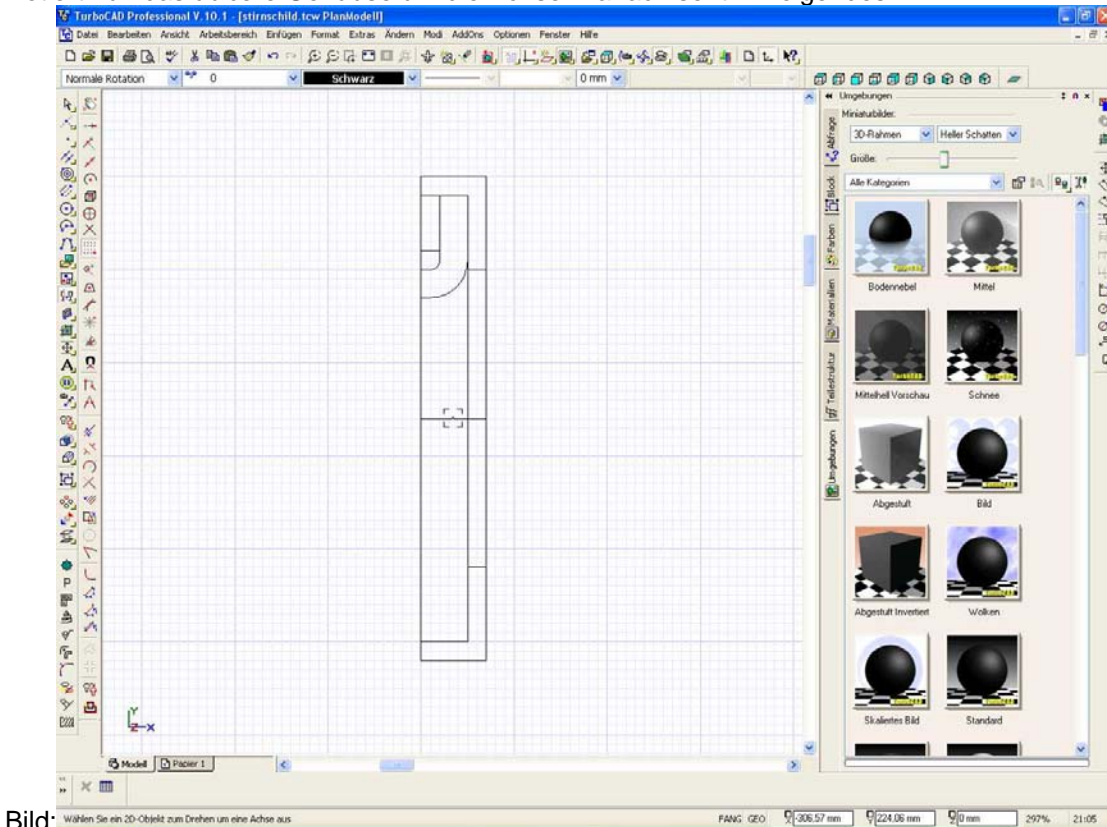 TurboCAD Professional V.10.1 - [stirnschild.tcw PlanModell]
Datei Bearbeiten Ansicht Arbeitsbereich Einfügen Format Extras Ändern Modi AddOns Optionen Fenster Hilfe
Normale Rotation 0 Schwarz 0 mm
Umgebungen
Miniaturbilder:
3D-Rahmen Heller Schatten
Größe:
Alle Kategorien
Abfrage
Block
Farben
Materialien
Teilestruktur
Umgebungen
Bodennebel Mittel
Mittelhell Vorschau Schnee
Abgestuft Bild
Abgestuft Invertiert Wolken
Skaliertes Bild Standard
Y
Z X
Modell Papier 1
Bild: Wählen Sie ein 2D-Objekt zum Drehen um eine Achse aus FANG GEO -306,57 mm 224,06 mm 0 mm 297% 21:05